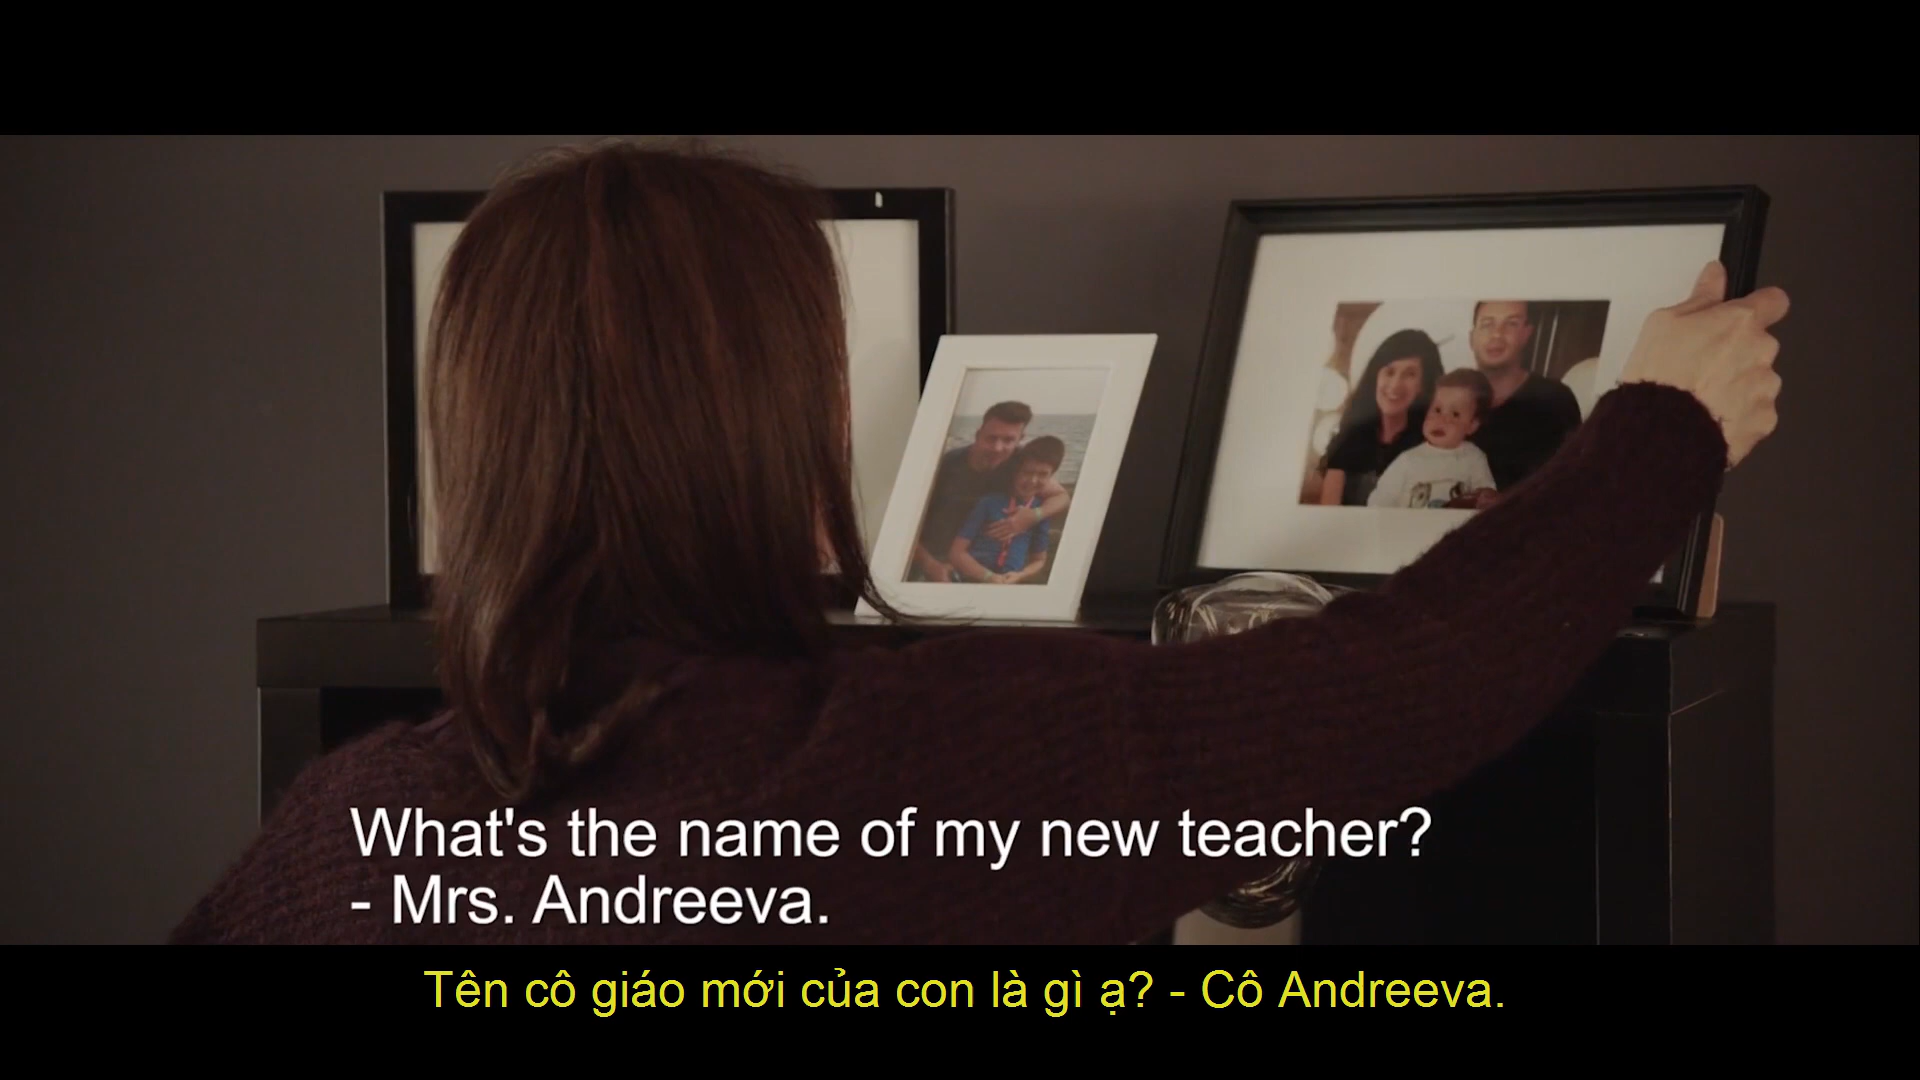 What's the name of my new teacher?
- Mrs. Andreeva.
Tên cô giáo mới của con là gì ạ? - Cô Andreeva.